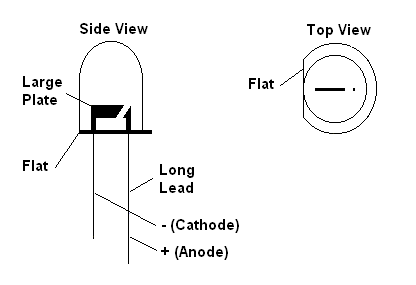 Side View
Top View
Large
Plate
Flat
Flat
Long
Lead
- (Cathode)
+ (Anode)